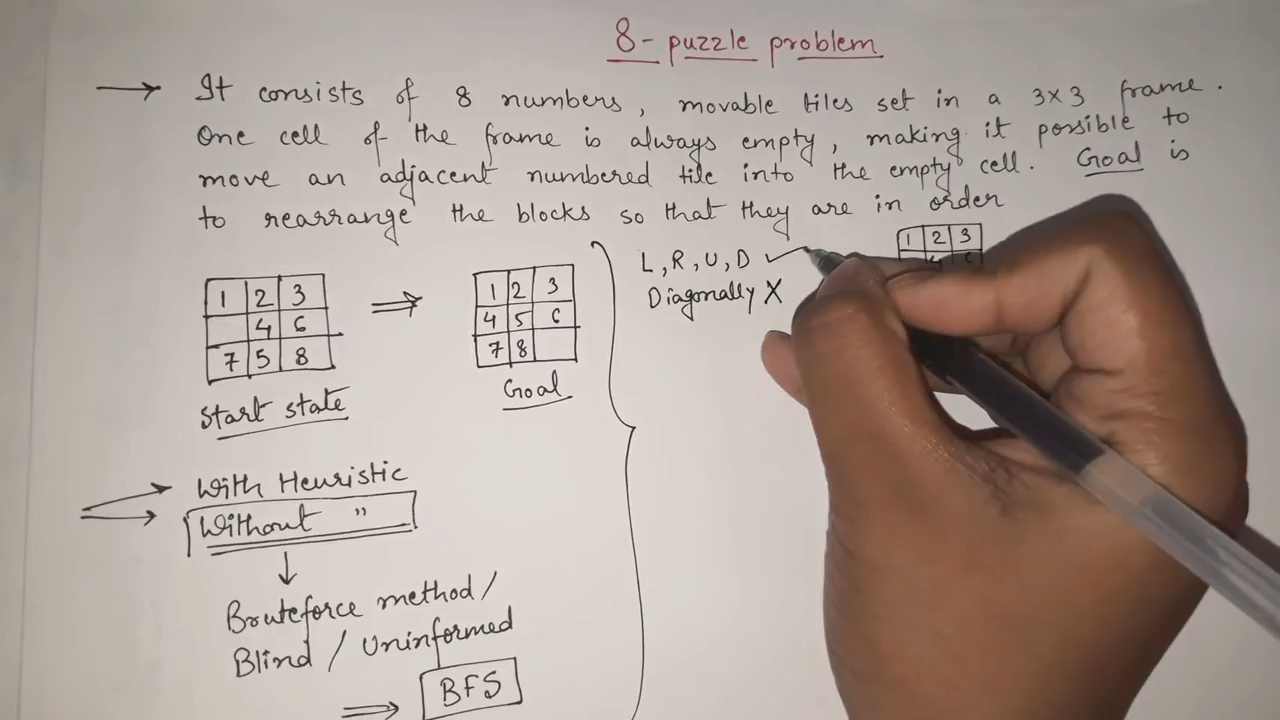 8- puzzle problem
→ It consists of 8 numbers, movable tiles set in a 3×3 frame.
One cell of the frame is always empty, making it possible to
move an adjacent numbered tile into the empty cell. Goal is
to rearrange the blocks so that they are in order
1 2 3
4 6
7 5 8
Start state
⇒
1 2 3
4 5 6
7 8
Goal
With Heuristic
Without "
↓
Bruteforce method /
Blind / Uninformed
⇒ BFS
L, R, U, D ✓
Diagonally X
1 2 3